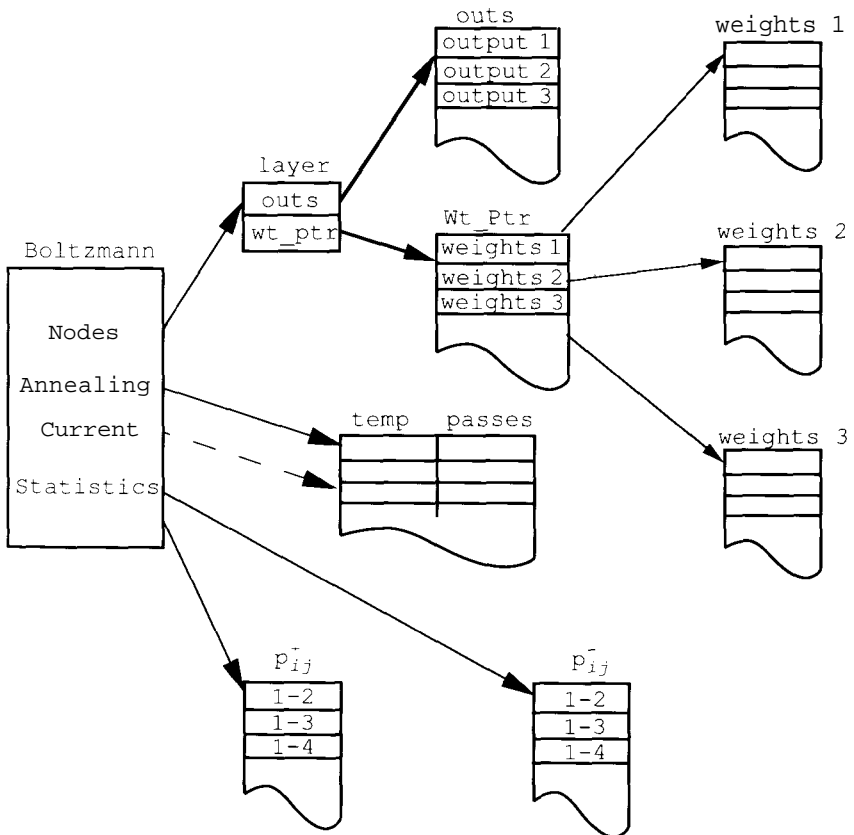 outs
output 1
output 2
output 3
weights 1
layer
outs
wt_ptr
Wt_Ptr
weights 1
weights 2
weights 3
weights 2
Boltzmann
Nodes
Annealing
Current
Statistics
temp passes
weights 3
p⁺ij
1-2
1-3
1-4
p⁻ij
1-2
1-3
1-4